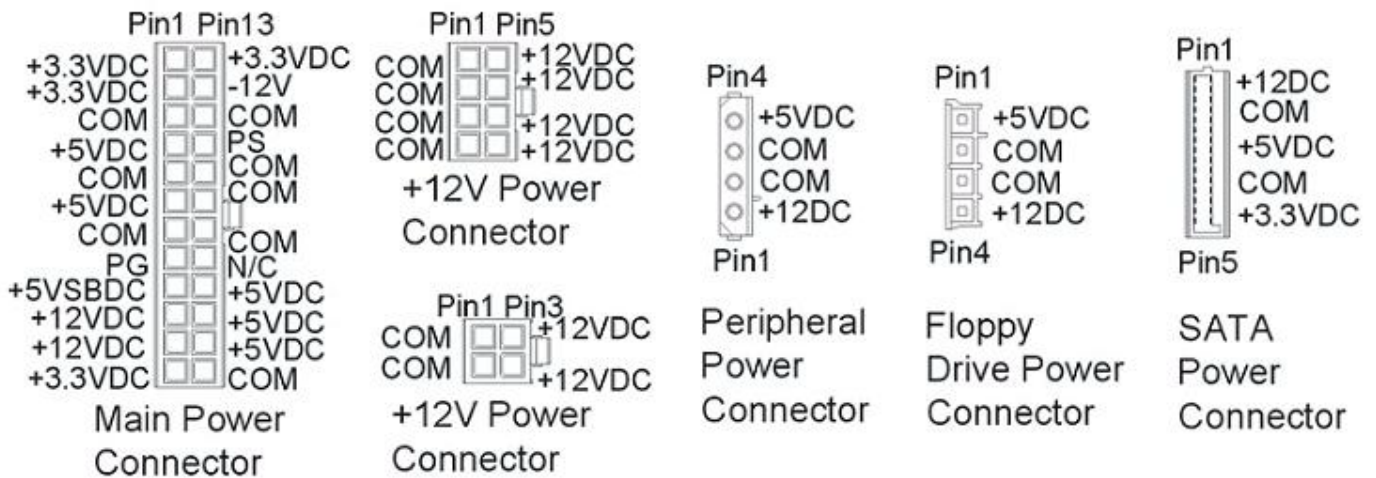 Pin1 Pin13
+3.3VDC +3.3VDC
+3.3VDC -12V
COM COM
+5VDC PS
COM COM
+5VDC COM
COM COM
PG N/C
+5VSBDC +5VDC
+12VDC +5VDC
+12VDC +5VDC
+3.3VDC COM
Main Power
Connector
Pin1 Pin5
COM +12VDC
COM +12VDC
COM +12VDC
COM +12VDC
+12V Power
Connector
Pin1 Pin3
COM +12VDC
COM +12VDC
+12V Power
Connector
Pin4
+5VDC
COM
COM
+12DC
Pin1
Peripheral
Power
Connector
Pin1
+5VDC
COM
COM
+12DC
Pin4
Floppy
Drive Power
Connector
Pin1
+12DC
COM
+5VDC
COM
+3.3VDC
Pin5
SATA
Power
Connector